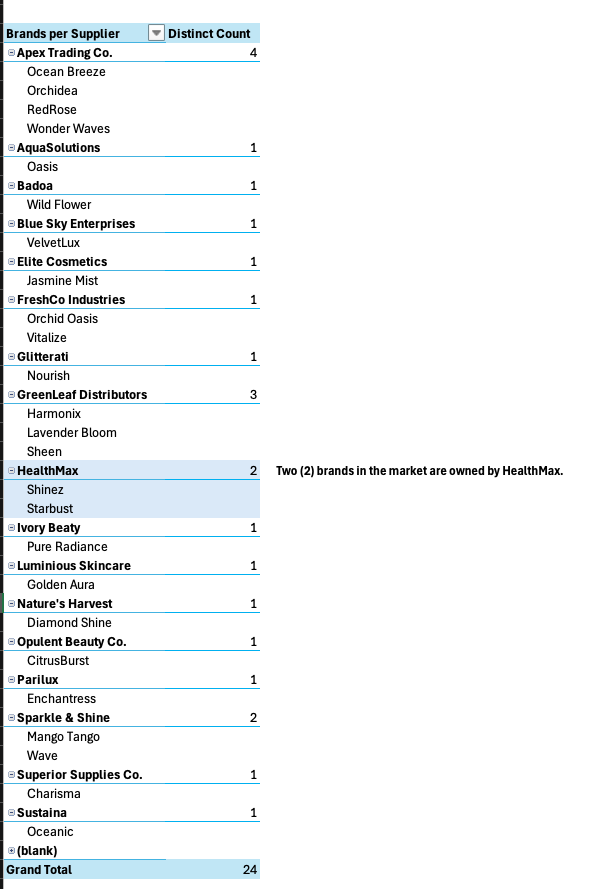 Brands per Supplier Distinct Count
Apex Trading Co. 4
Ocean Breeze
Orchidea
RedRose
Wonder Waves
AquaSolutions 1
Oasis
Badoa 1
Wild Flower
Blue Sky Enterprises 1
VelvetLux
Elite Cosmetics 1
Jasmine Mist
FreshCo Industries 1
Orchid Oasis
Vitalize
Glitterati 1
Nourish
GreenLeaf Distributors 3
Harmonix
Lavender Bloom
Sheen
HealthMax 2 Two (2) brands in the market are owned by HealthMax.
Shinez
Starbust
Ivory Beaty 1
Pure Radiance
Luminious Skincare 1
Golden Aura
Nature's Harvest 1
Diamond Shine
Opulent Beauty Co. 1
CitrusBurst
Parilux 1
Enchantress
Sparkle & Shine 2
Mango Tango
Wave
Superior Supplies Co. 1
Charisma
Sustaina 1
Oceanic
(blank)
Grand Total 24